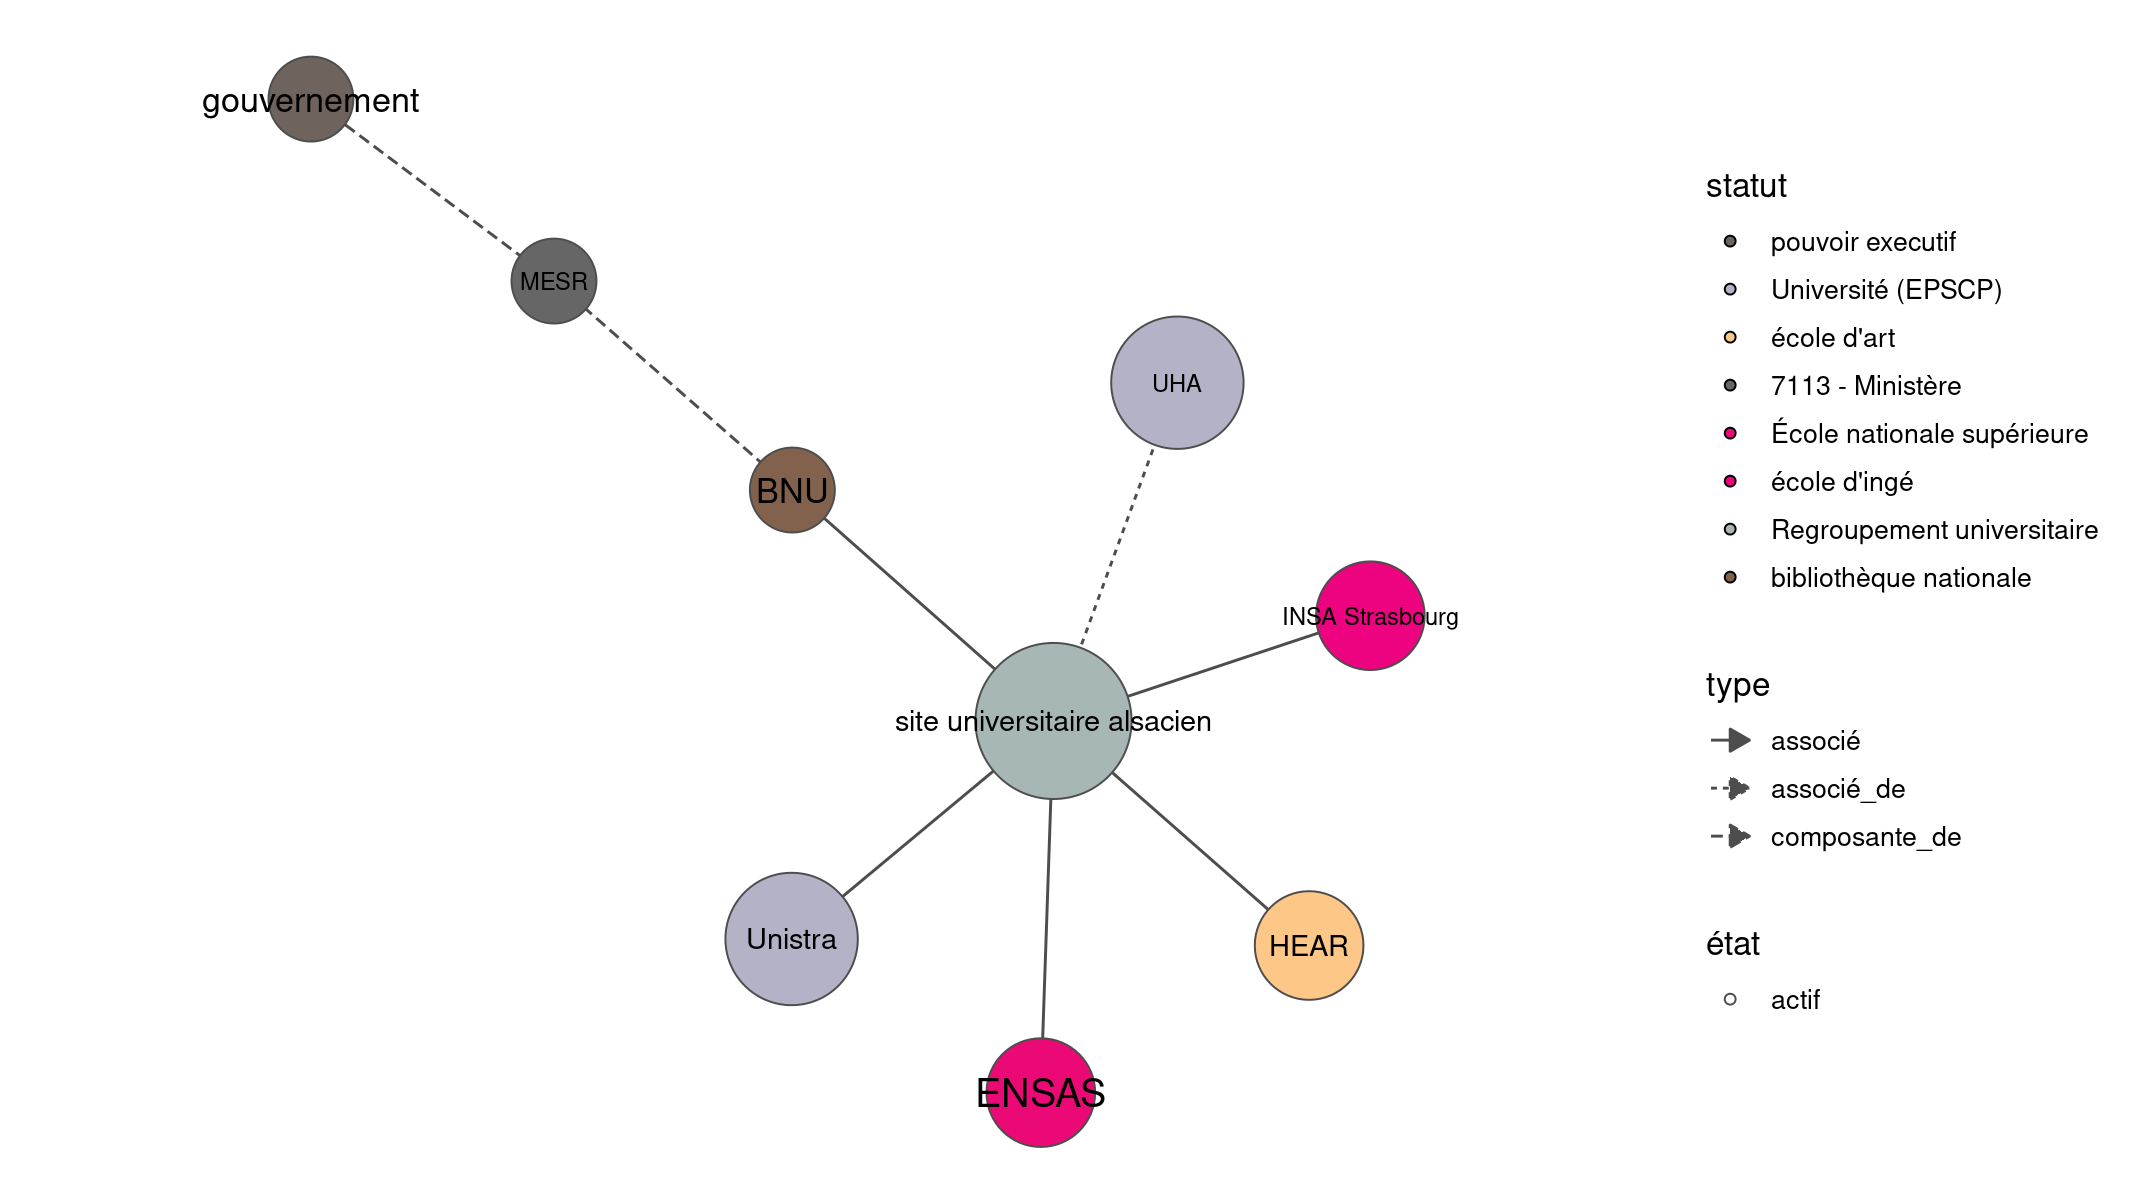 gouvernement
MESR
UHA
BNU
INSA Strasbourg
site universitaire alsacien
Unistra
HEAR
ENSAS
statut
pouvoir executif
Université (EPSCP)
école d'art
7113 - Ministère
École nationale supérieure
école d'ingé
Regroupement universitaire
bibliothèque nationale
type
associé
associé_de
composante_de
état
actif